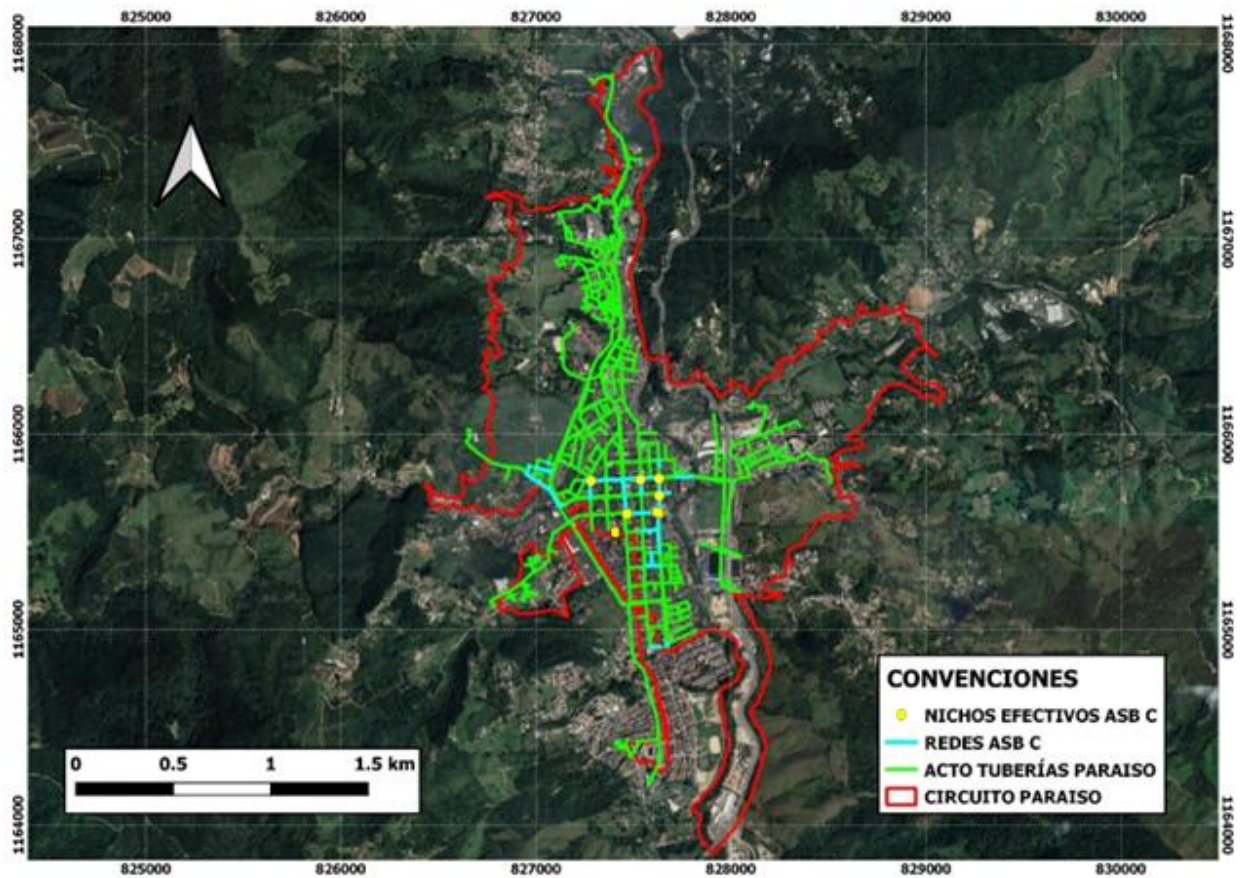 825000 826000 827000 828000 829000 830000
1168000 1168000
1167000 1167000
1166000 1166000
1165000 1165000
1164000 1164000
CONVENCIONES
NICHOS EFECTIVOS ASB C
REDES ASB C
ACTO TUBERÍAS PARAISO
CIRCUITO PARAISO
0 0.5 1 1.5 km
825000 826000 827000 828000 829000 830000